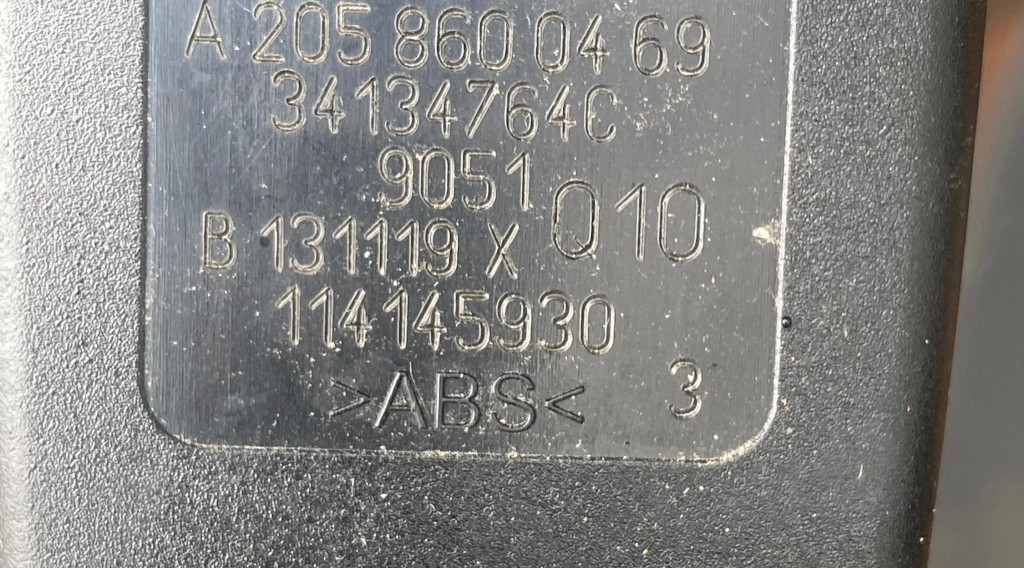 A 205 860 04 69
34134764C
9051
Q10
B 131119 X
114145930
>ABS< 3